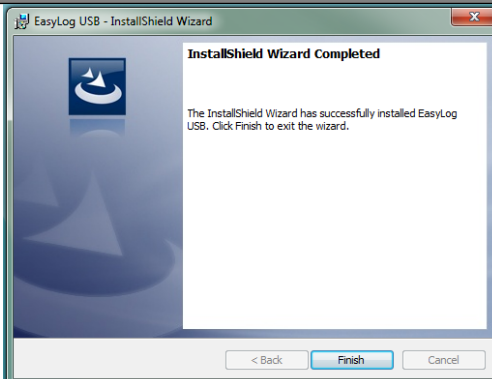 EasyLog USB - InstallShield Wizard
InstallShield Wizard Completed
The InstallShield Wizard has successfully installed EasyLog
USB. Click Finish to exit the wizard.
< Back
Finish
Cancel